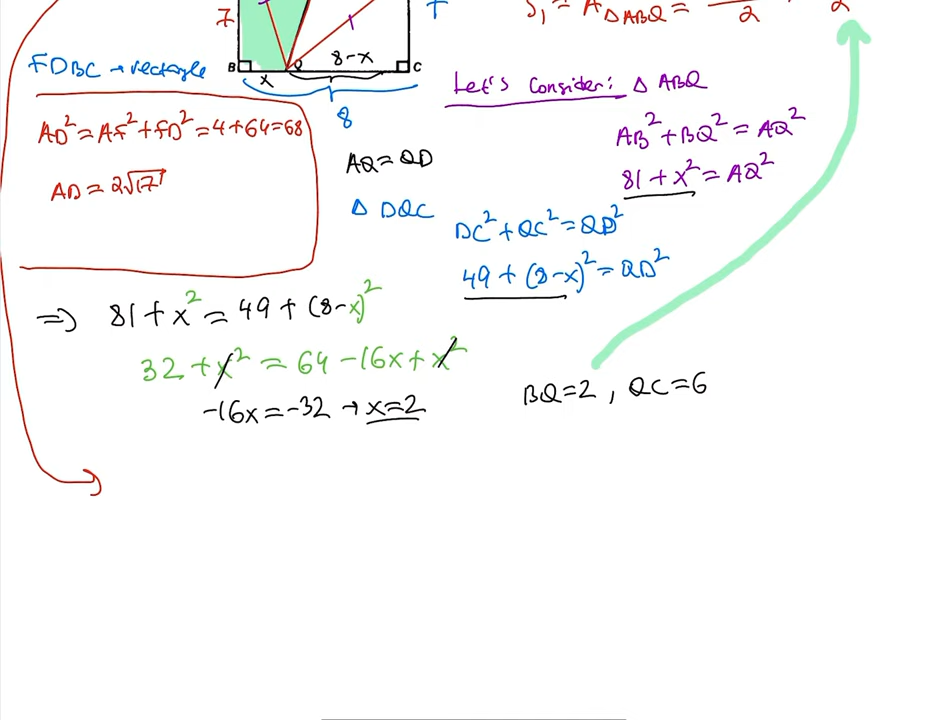 7
S₁ = A△ABQ = —/2 · —/2
B Q C
x 8-x
8
FDBC → rectangle
AD² = AF² + FD² = 4 + 64 = 68
AD = 2√17
AQ = QD
△ DQC
Let's Consider: △ ABQ
AB² + BQ² = AQ²
81 + x² = AQ²
DC² + QC² = QD²
49 + (8-x)² = QD²
=> 81 + x² = 49 + (8-x)²
32 + x² = 64 - 16x + x²
-16x = -32 → x = 2
BQ = 2 , QC = 6